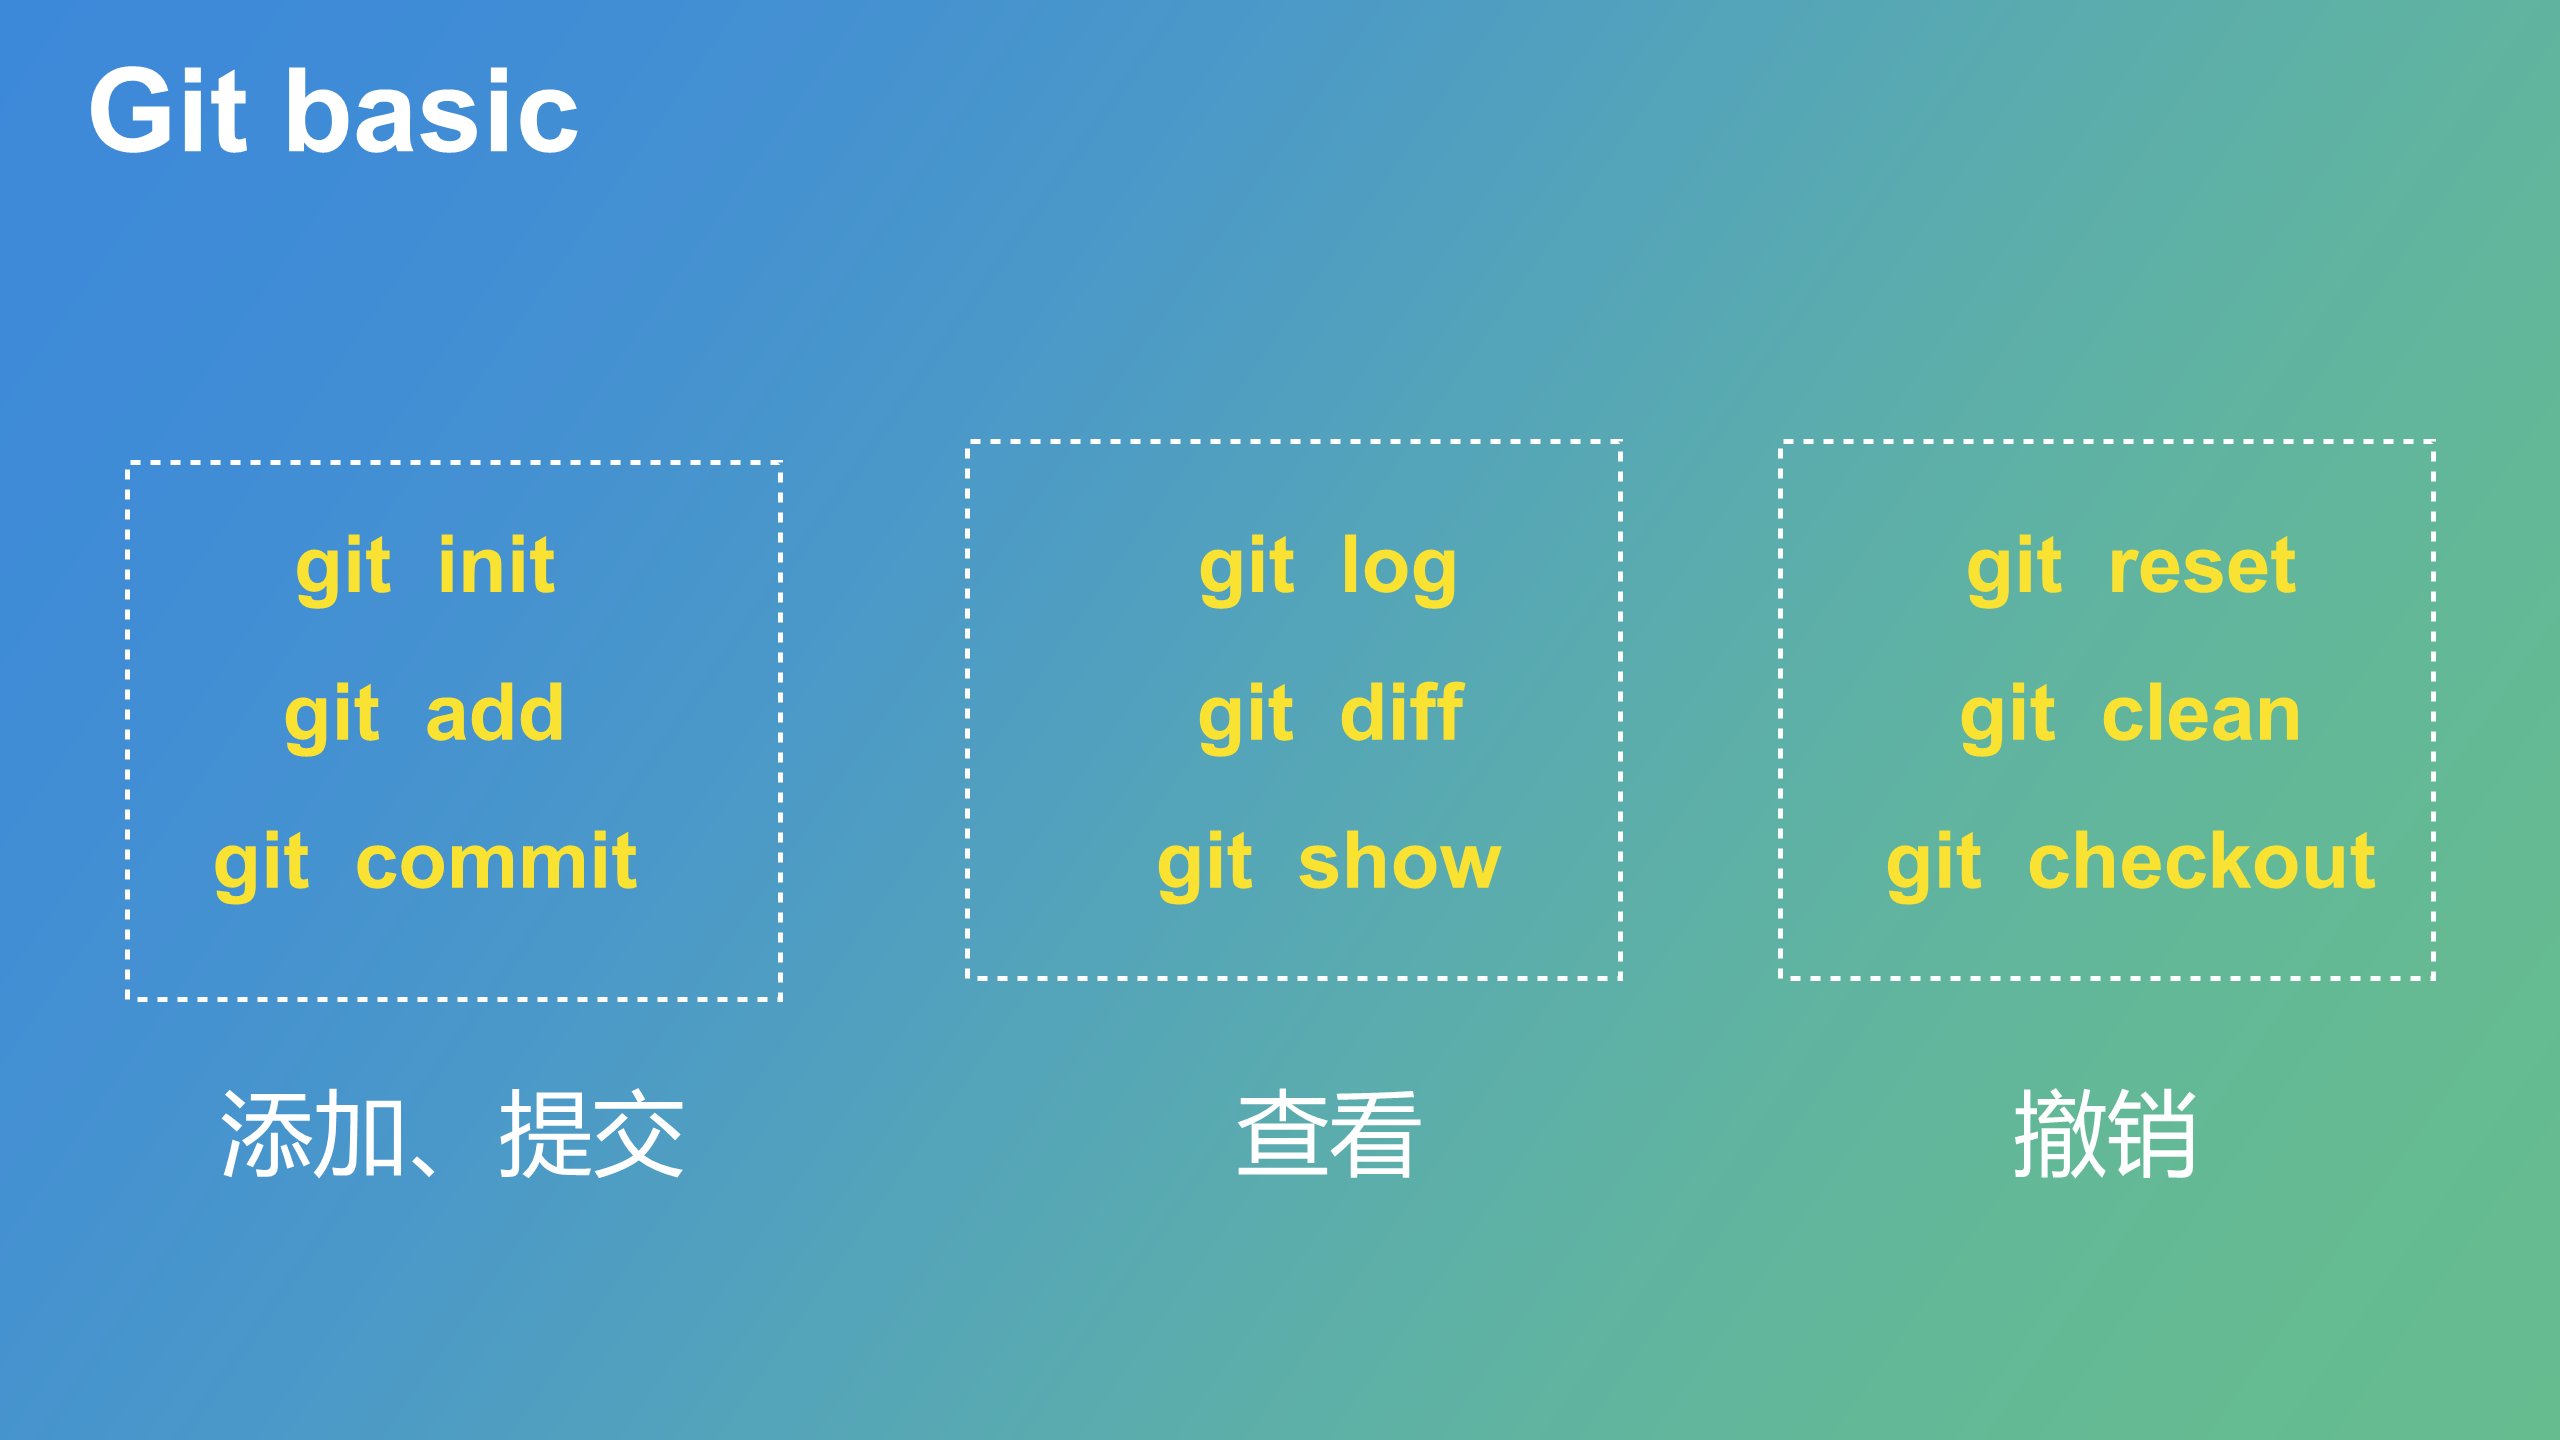 Git basic
git init
git add
git commit
添加、提交
git log
git diff
git show
查看
git reset
git clean
git checkout
撤销